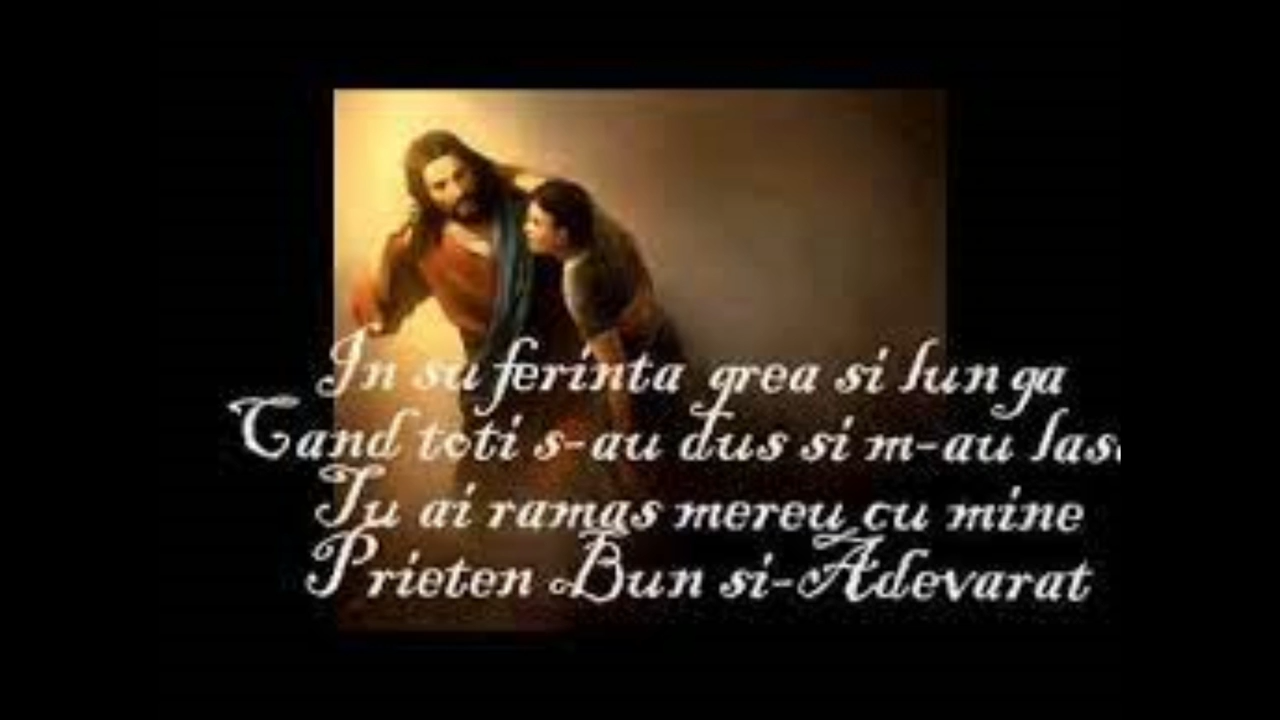 In suferinta grea si lunga
Cand toti s-au dus si m-au
Tu ai ramas mereu cu mine
Prieten Bun si-Adevarat